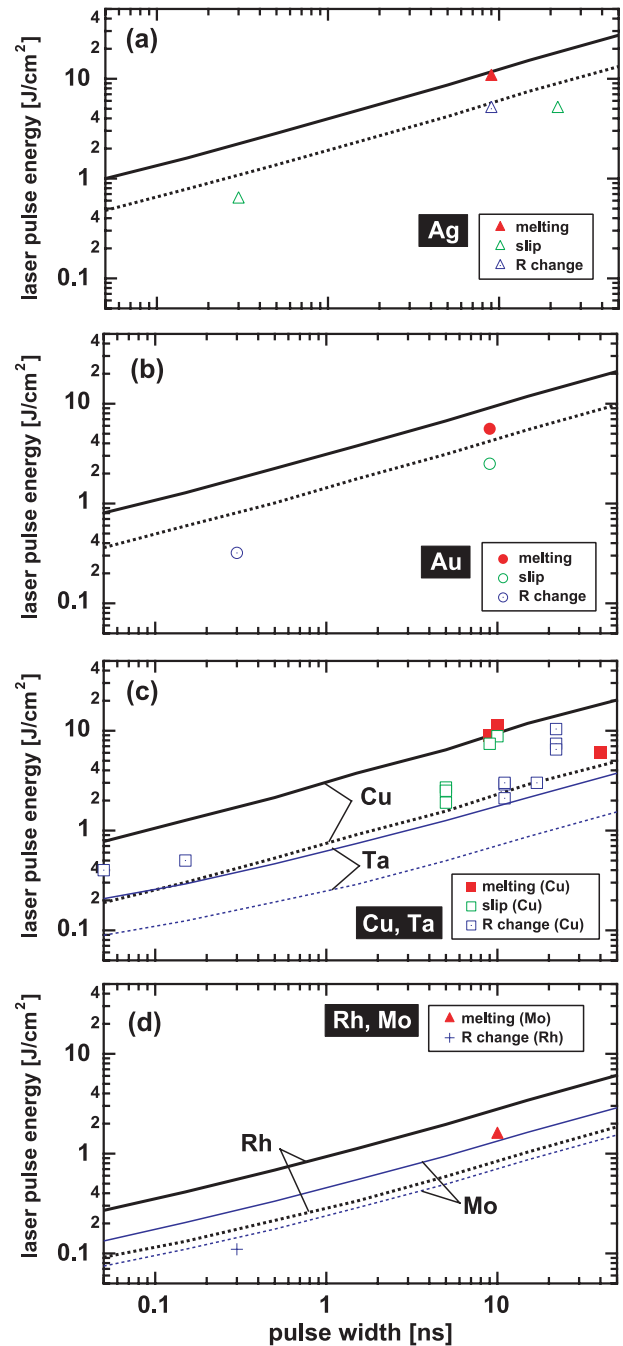 (a)
laser pulse energy [J/cm2]
4
2
10
4
2
1
4
2
0.1
Ag
melting
slip
R change
(b)
laser pulse energy [J/cm2]
4
2
10
4
2
1
4
2
0.1
Au
melting
slip
R change
(c)
laser pulse energy [J/cm2]
4
2
10
4
2
1
4
2
0.1
Cu
Ta
Cu, Ta
melting (Cu)
slip (Cu)
R change (Cu)
(d)
laser pulse energy [J/cm2]
4
2
10
4
2
1
4
2
0.1
Rh, Mo
melting (Mo)
R change (Rh)
Rh
Mo
0.1 1 10
pulse width [ns]